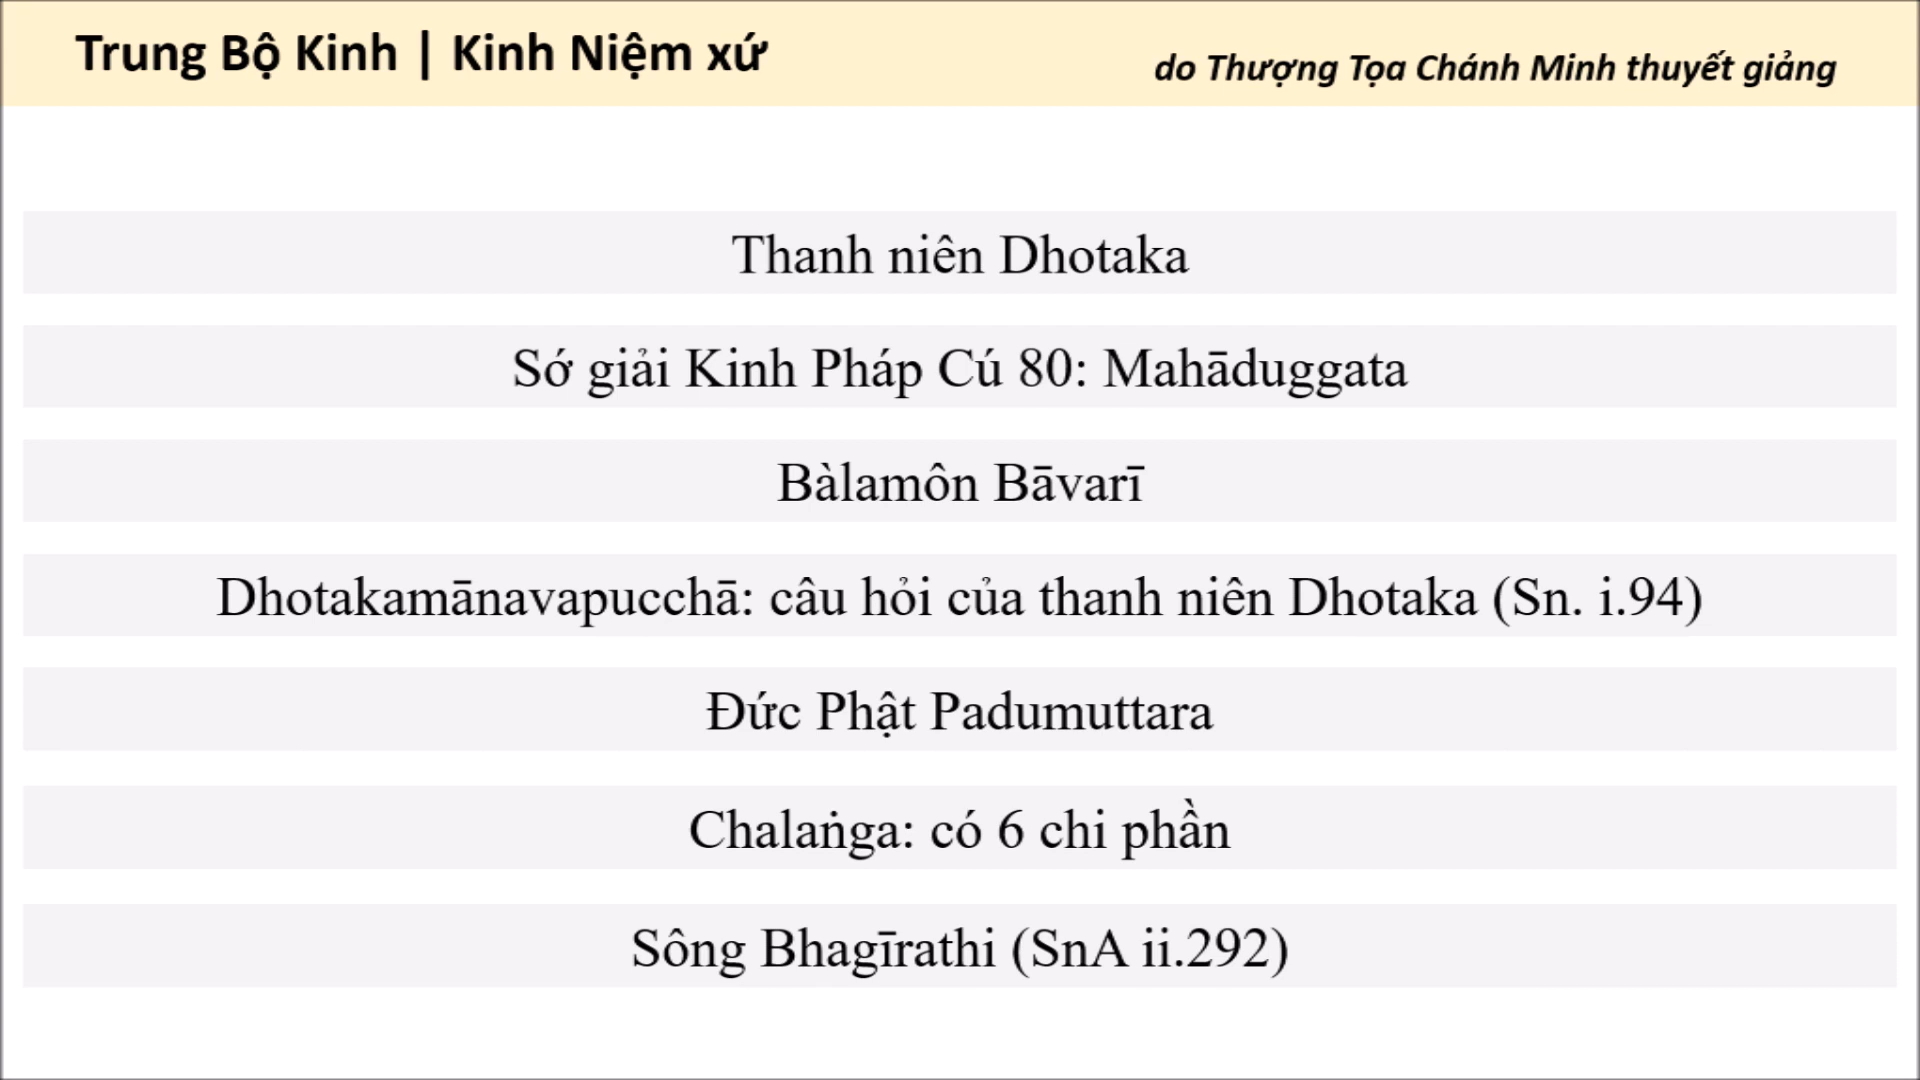 Trung Bộ Kinh | Kinh Niệm xứ
do Thượng Tọa Chánh Minh thuyết giảng
Thanh niên Dhotaka
Sớ giải Kinh Pháp Cú 80: Mahāduggata
Bàlamôn Bāvarī
Dhotakamānavapucchā: câu hỏi của thanh niên Dhotaka (Sn. i.94)
Đức Phật Padumuttara
Chalaṅga: có 6 chi phần
Sông Bhagīrathi (SnA ii.292)